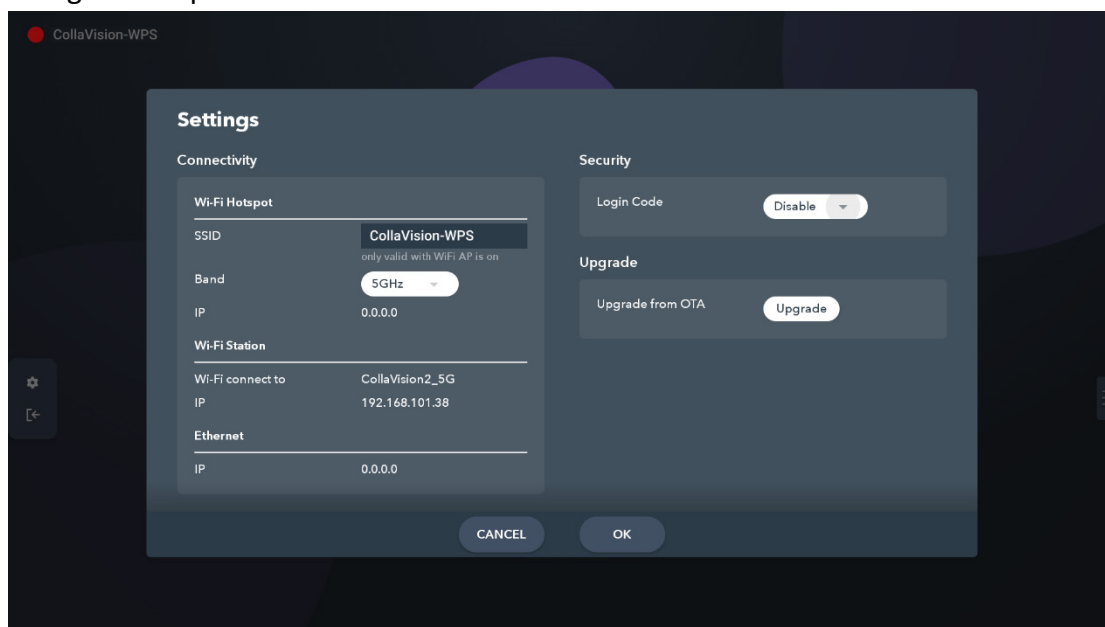 CollaVision-WPS
Settings
Connectivity
Wi-Fi Hotspot
SSID CollaVision-WPS
only valid with WiFi AP is on
Band 5GHz
IP 0.0.0.0
Wi-Fi Station
Wi-Fi connect to CollaVision2_5G
IP 192.168.101.38
Ethernet
IP 0.0.0.0
Security
Login Code Disable
Upgrade
Upgrade from OTA Upgrade
CANCEL OK